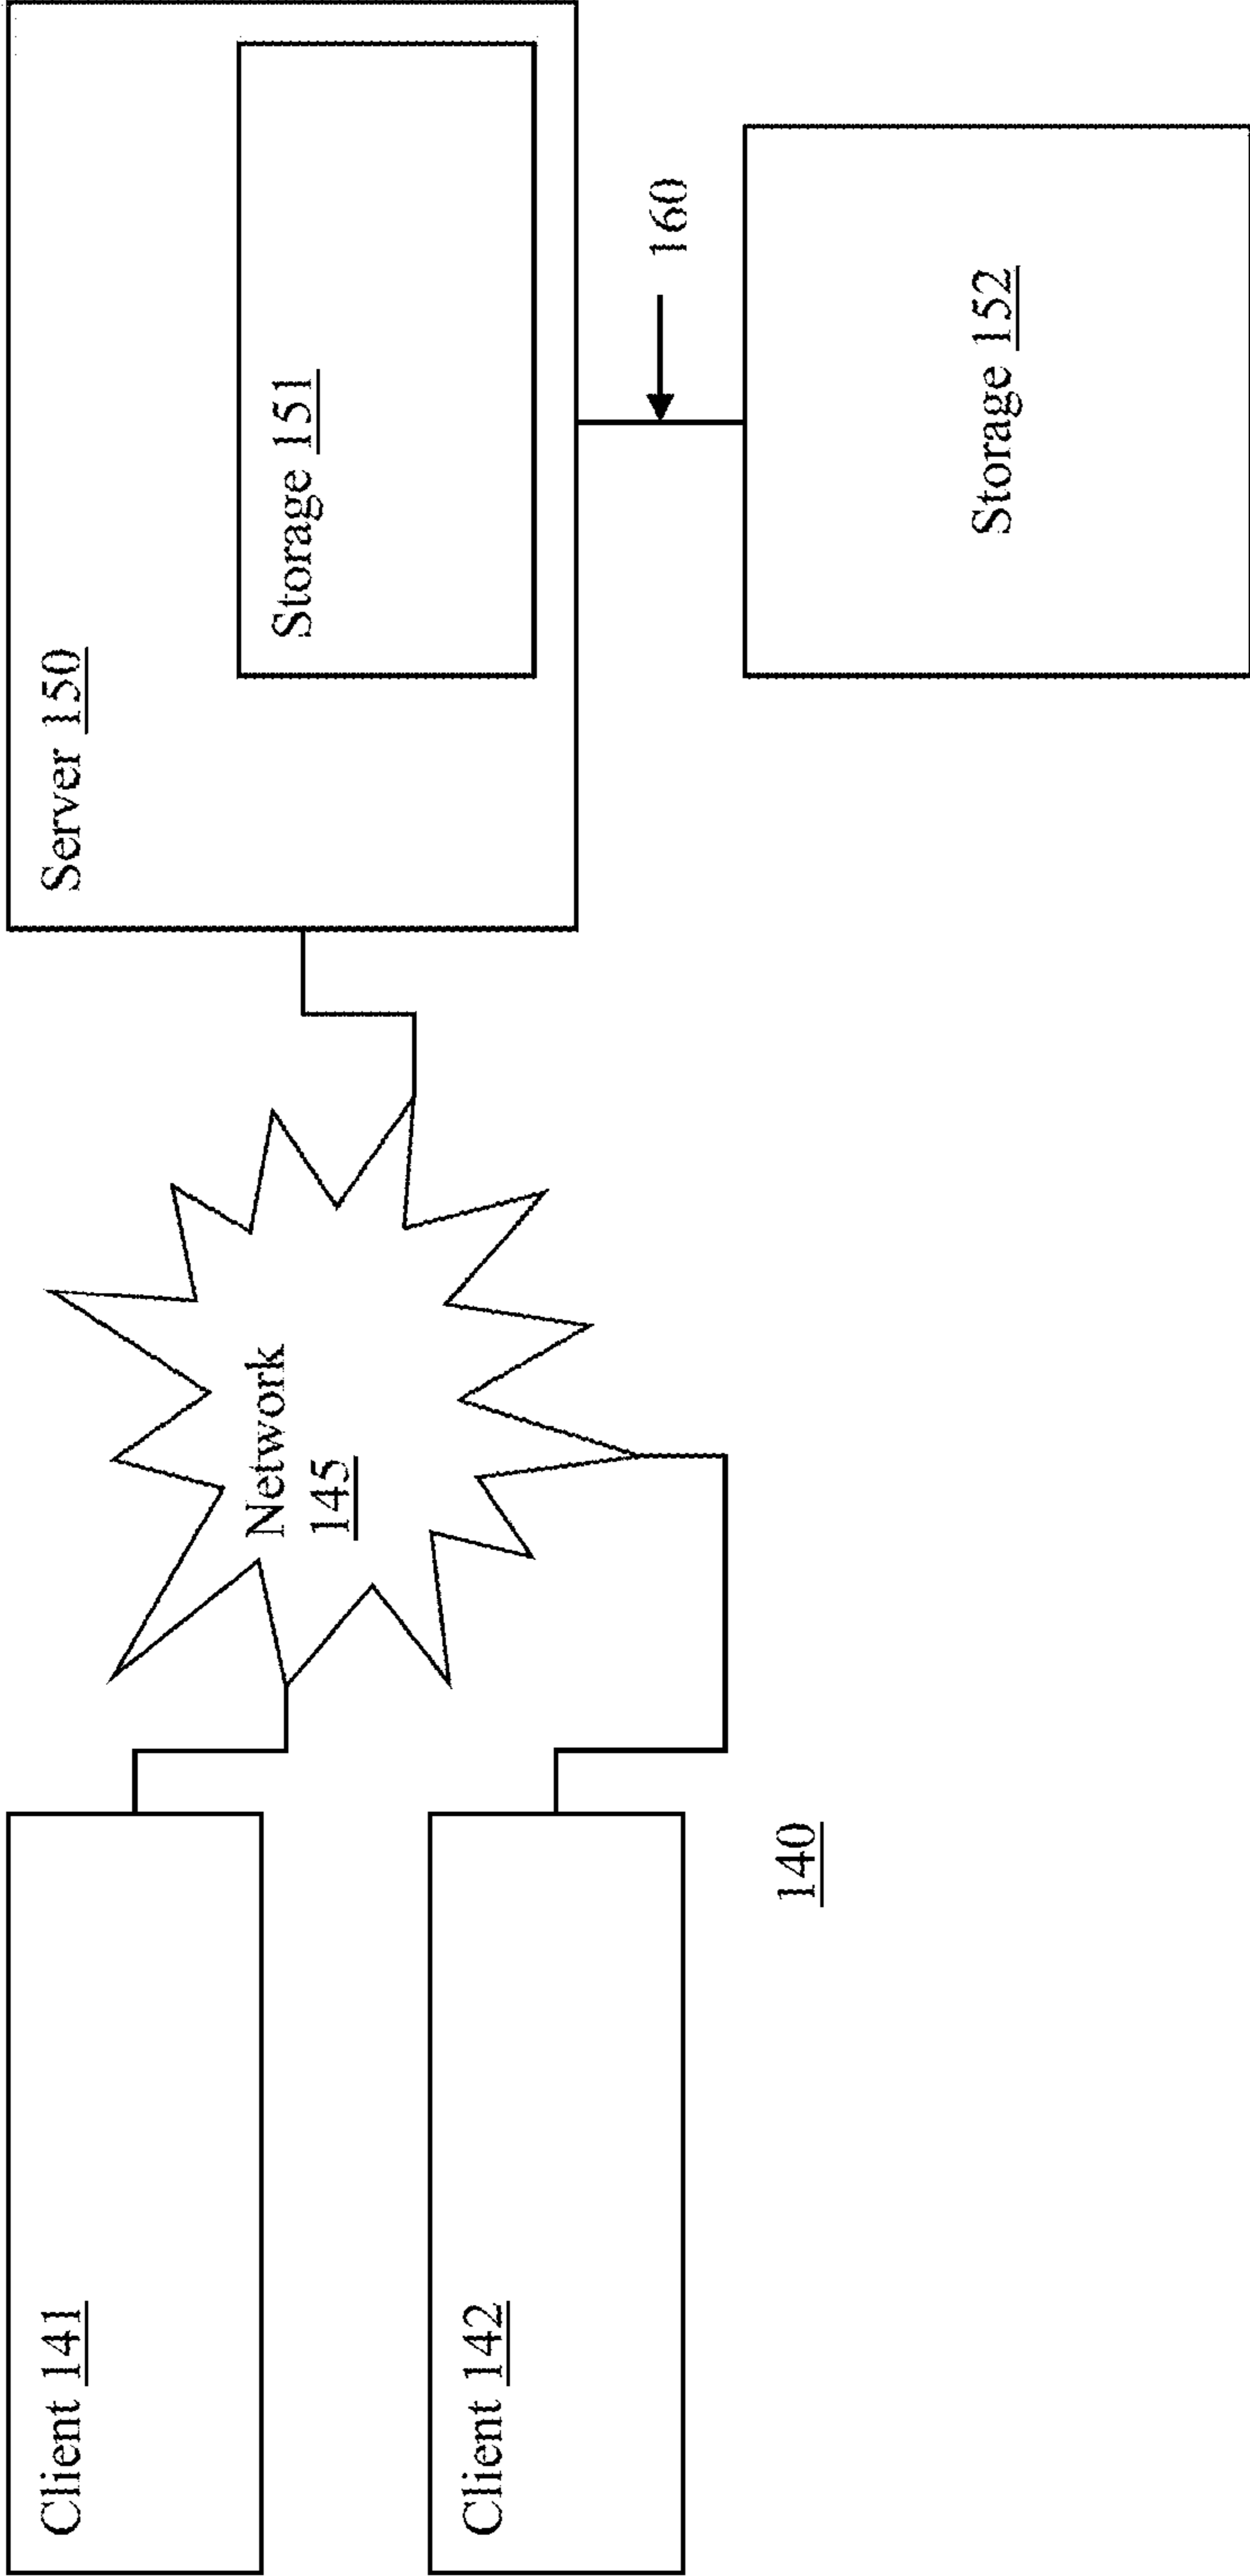 Client 141
Client 142
140
Network
145
Server 150
Storage 151
160
Storage 152